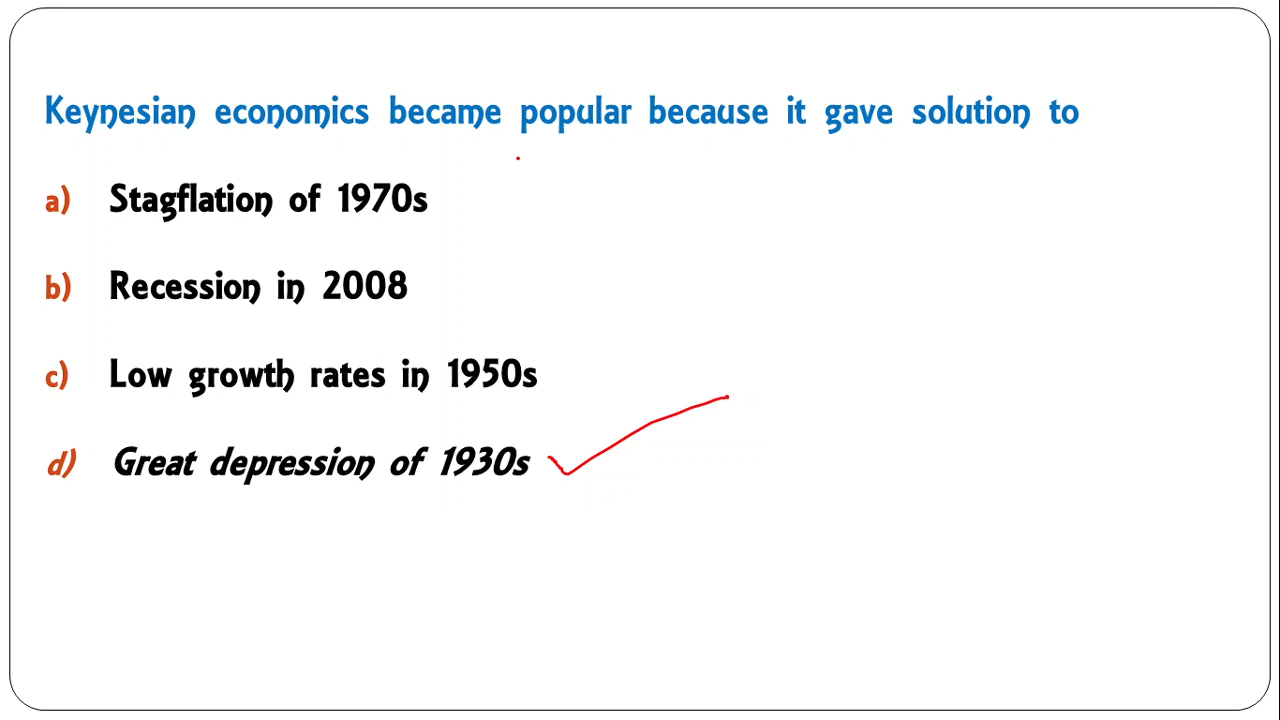 Keynesian economics became popular because it gave solution to
a) Stagflation of 1970s
b) Recession in 2008
c) Low growth rates in 1950s
d) Great depression of 1930s